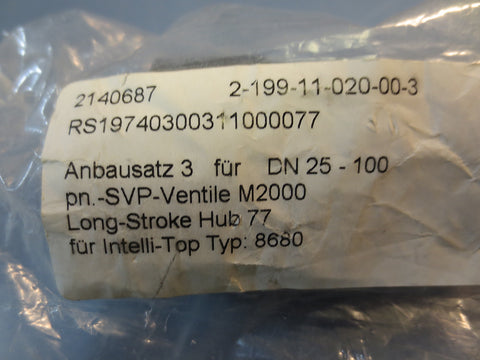 2140687 2-199-11-020-00-3
RS19740300311000077
Anbausatz 3 für DN 25 - 100
pn.-SVP-Ventile M2000
Long-Stroke Hub 77
für Intelli-Top Typ: 8680